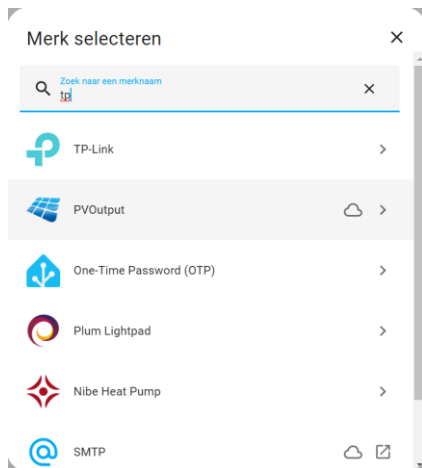 Merk selecteren
Zoek naar een merknaam
tp
TP-Link
PVOutput
One-Time Password (OTP)
Plum Lightpad
Nibe Heat Pump
SMTP